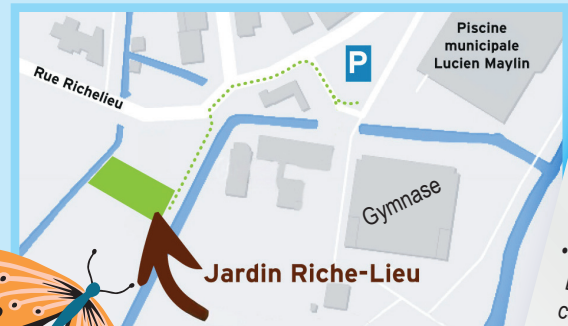 Piscine
municipale
Lucien Maylin
P
Rue Richelieu
Gymnase
Jardin Riche-Lieu